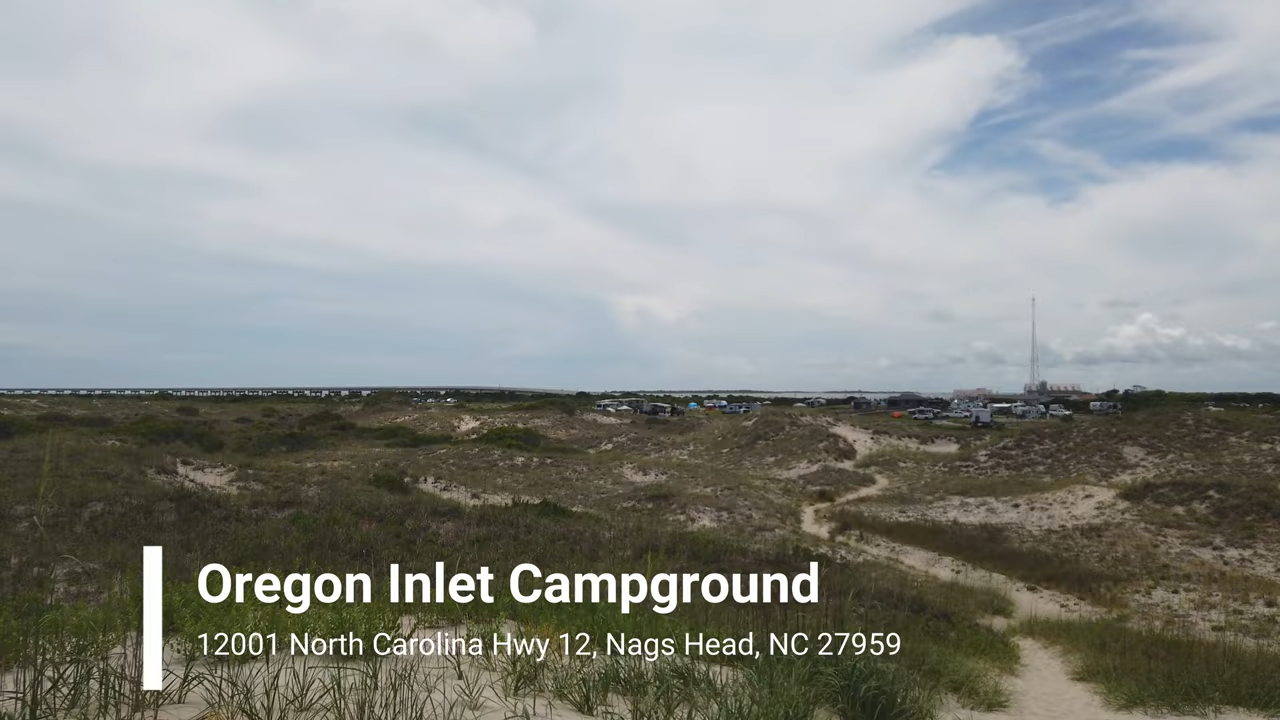 Oregon Inlet Campground
12001 North Carolina Hwy 12, Nags Head, NC 27959